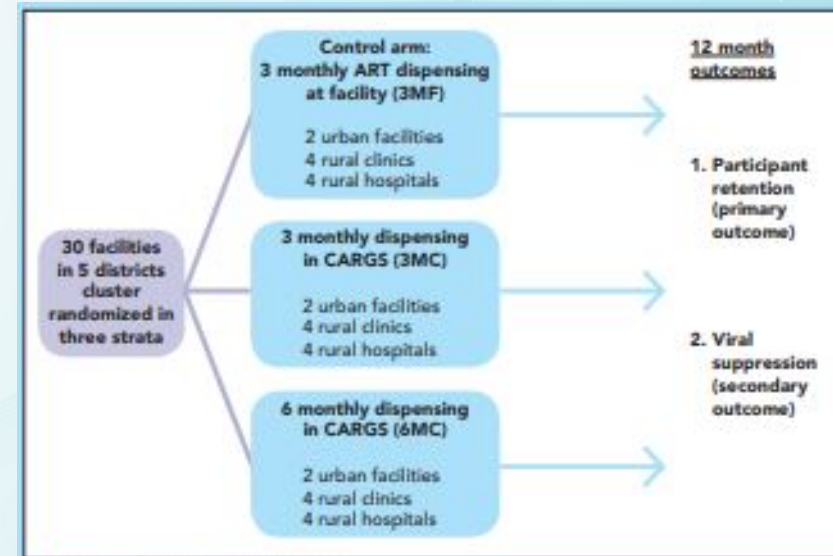 30 facilities
in 5 districts
cluster
randomized in
three strata
Control arm:
3 monthly ART dispensing
at facility (3MF)
2 urban facilities
4 rural clinics
4 rural hospitals
3 monthly dispensing
in CARGS (3MC)
2 urban facilities
4 rural clinics
4 rural hospitals
6 monthly dispensing
in CARGS (6MC)
2 urban facilities
4 rural clinics
4 rural hospitals
12 month
outcomes
1. Participant
retention
(primary
outcome)
2. Viral
suppression
(secondary
outcome)